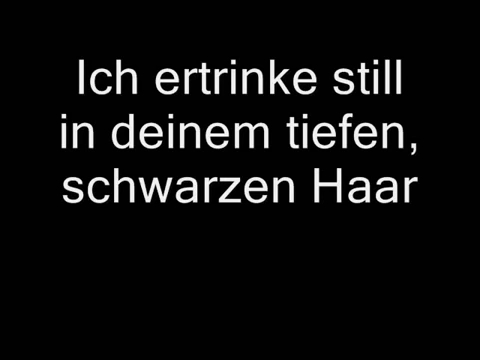 Ich ertrinke still
in deinem tiefen,
schwarzen Haar